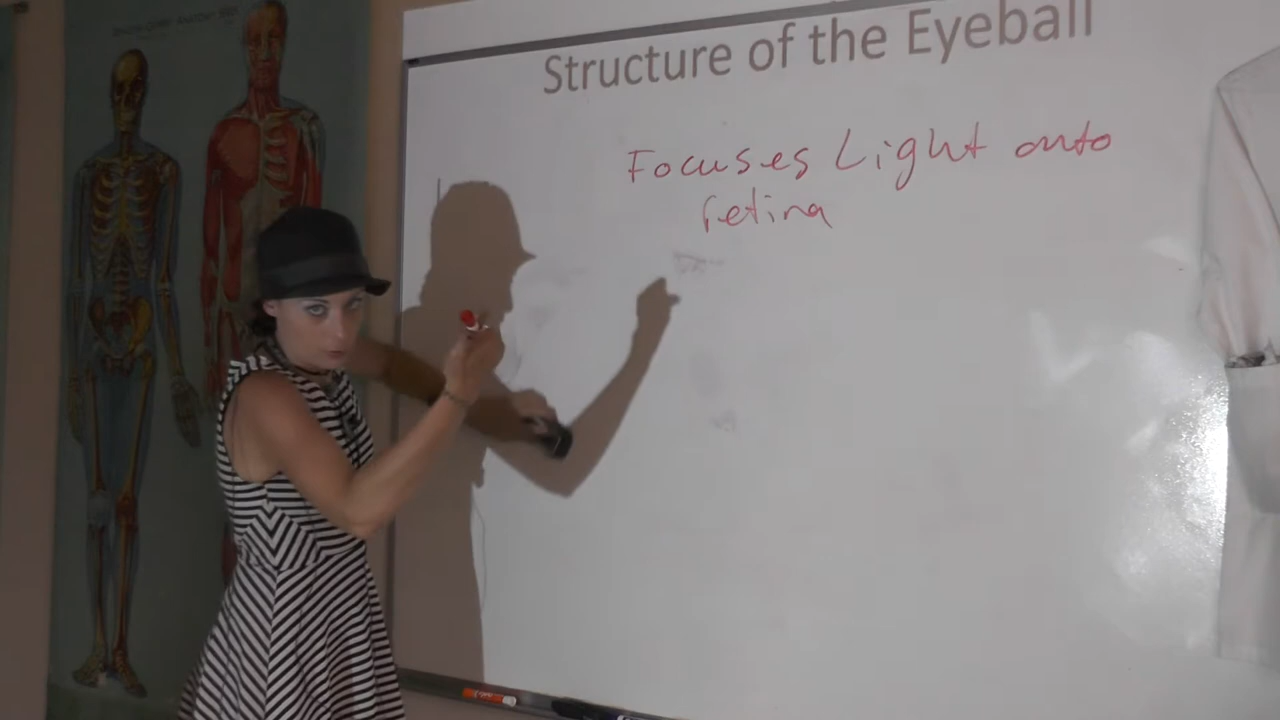 Structure of the Eyeball
Focuses Light onto
retina